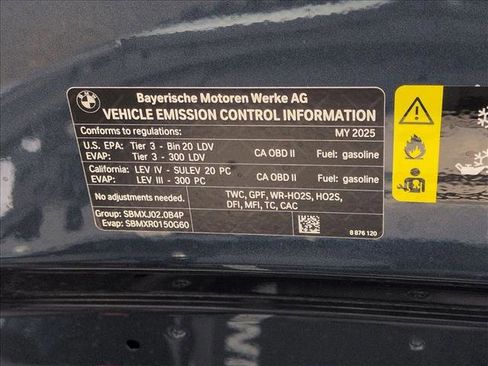 BMW
Bayerische Motoren Werke AG
VEHICLE EMISSION CONTROL INFORMATION
Conforms to regulations: MY 2025
U.S. EPA: Tier 3 - Bin 20 LDV CA OBD II Fuel: gasoline
EVAP: Tier 3 - 300 LDV
California: LEV IV - SULEV 20 PC CA OBD II Fuel: gasoline
EVAP: LEV III - 300 PC
No adjustments needed. TWC, GPF, WR-HO2S, HO2S,
DFI, MFI, TC, CAC
Group: SBMXJ02.0B4P
Evap: SBMXR0150G60
8 876 120